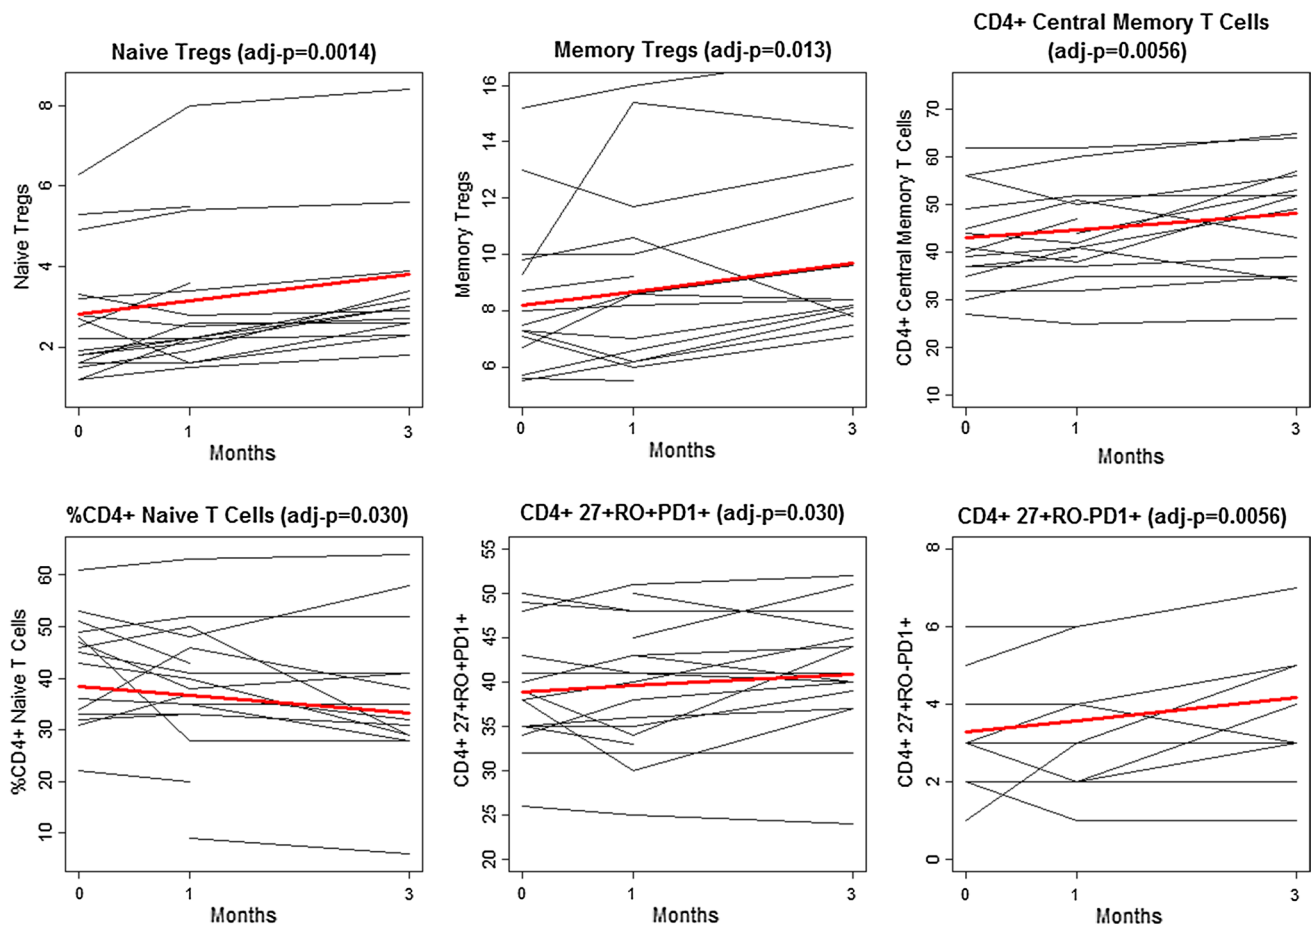 Naive Tregs (adj-p=0.0014)
Naive Tregs
8
6
4
2
0
1
3
Months
Memory Tregs (adj-p=0.013)
Memory Tregs
16
14
12
10
8
6
0
1
3
Months
CD4+ Central Memory T Cells
(adj-p=0.0056)
CD4+ Central Memory T Cells
70
60
50
40
30
20
10
0
1
3
Months
%CD4+ Naive T Cells (adj-p=0.030)
%CD4+ Naive T Cells
60
50
40
30
20
10
0
1
3
Months
CD4+ 27+RO+PD1+ (adj-p=0.030)
CD4+ 27+RO+PD1+
55
50
45
40
35
30
25
20
0
1
3
Months
CD4+ 27+RO-PD1+ (adj-p=0.0056)
CD4+ 27+RO-PD1+
8
6
4
2
0
0
1
3
Months